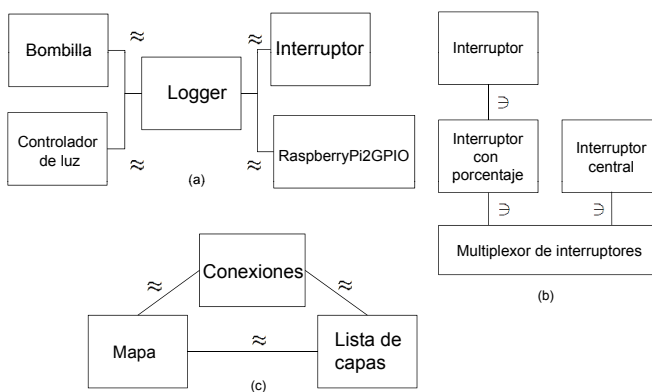 Bombilla
≈
≈
Interruptor
Logger
Controlador
de luz
≈
≈
RaspberryPi2GPIO
(a)
Interruptor
∋
Interruptor
con
porcentaje
Interruptor
central
∋
∋
Multiplexor de interruptores
(b)
Conexiones
≈
≈
Mapa
≈
Lista de
capas
(c)